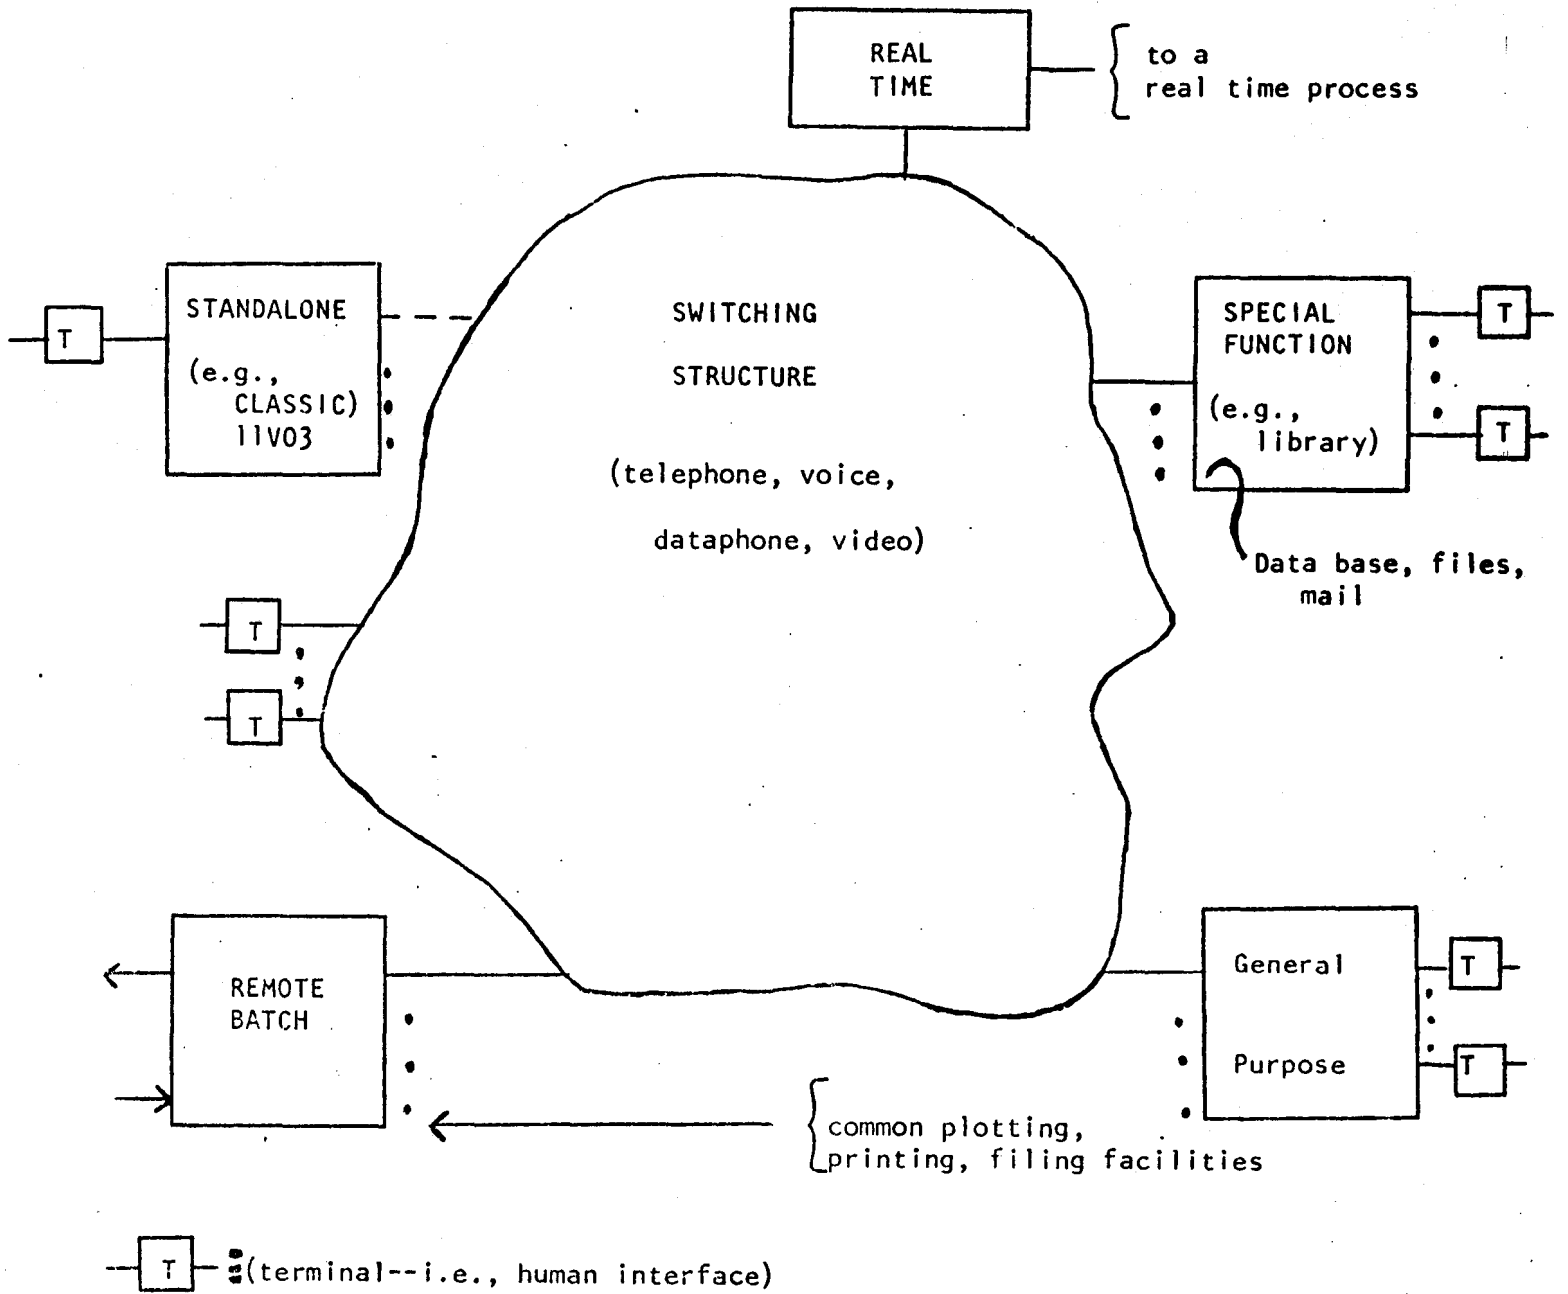 REAL
TIME
to a
real time process
STANDALONE
(e.g.,
CLASSIC)
11V03
T
SWITCHING
STRUCTURE
(telephone, voice,
dataphone, video)
SPECIAL
FUNCTION
(e.g.,
library)
T
T
Data base, files,
mail
T
T
REMOTE
BATCH
General
Purpose
T
T
common plotting,
printing, filing facilities
T (terminal--i.e., human interface)